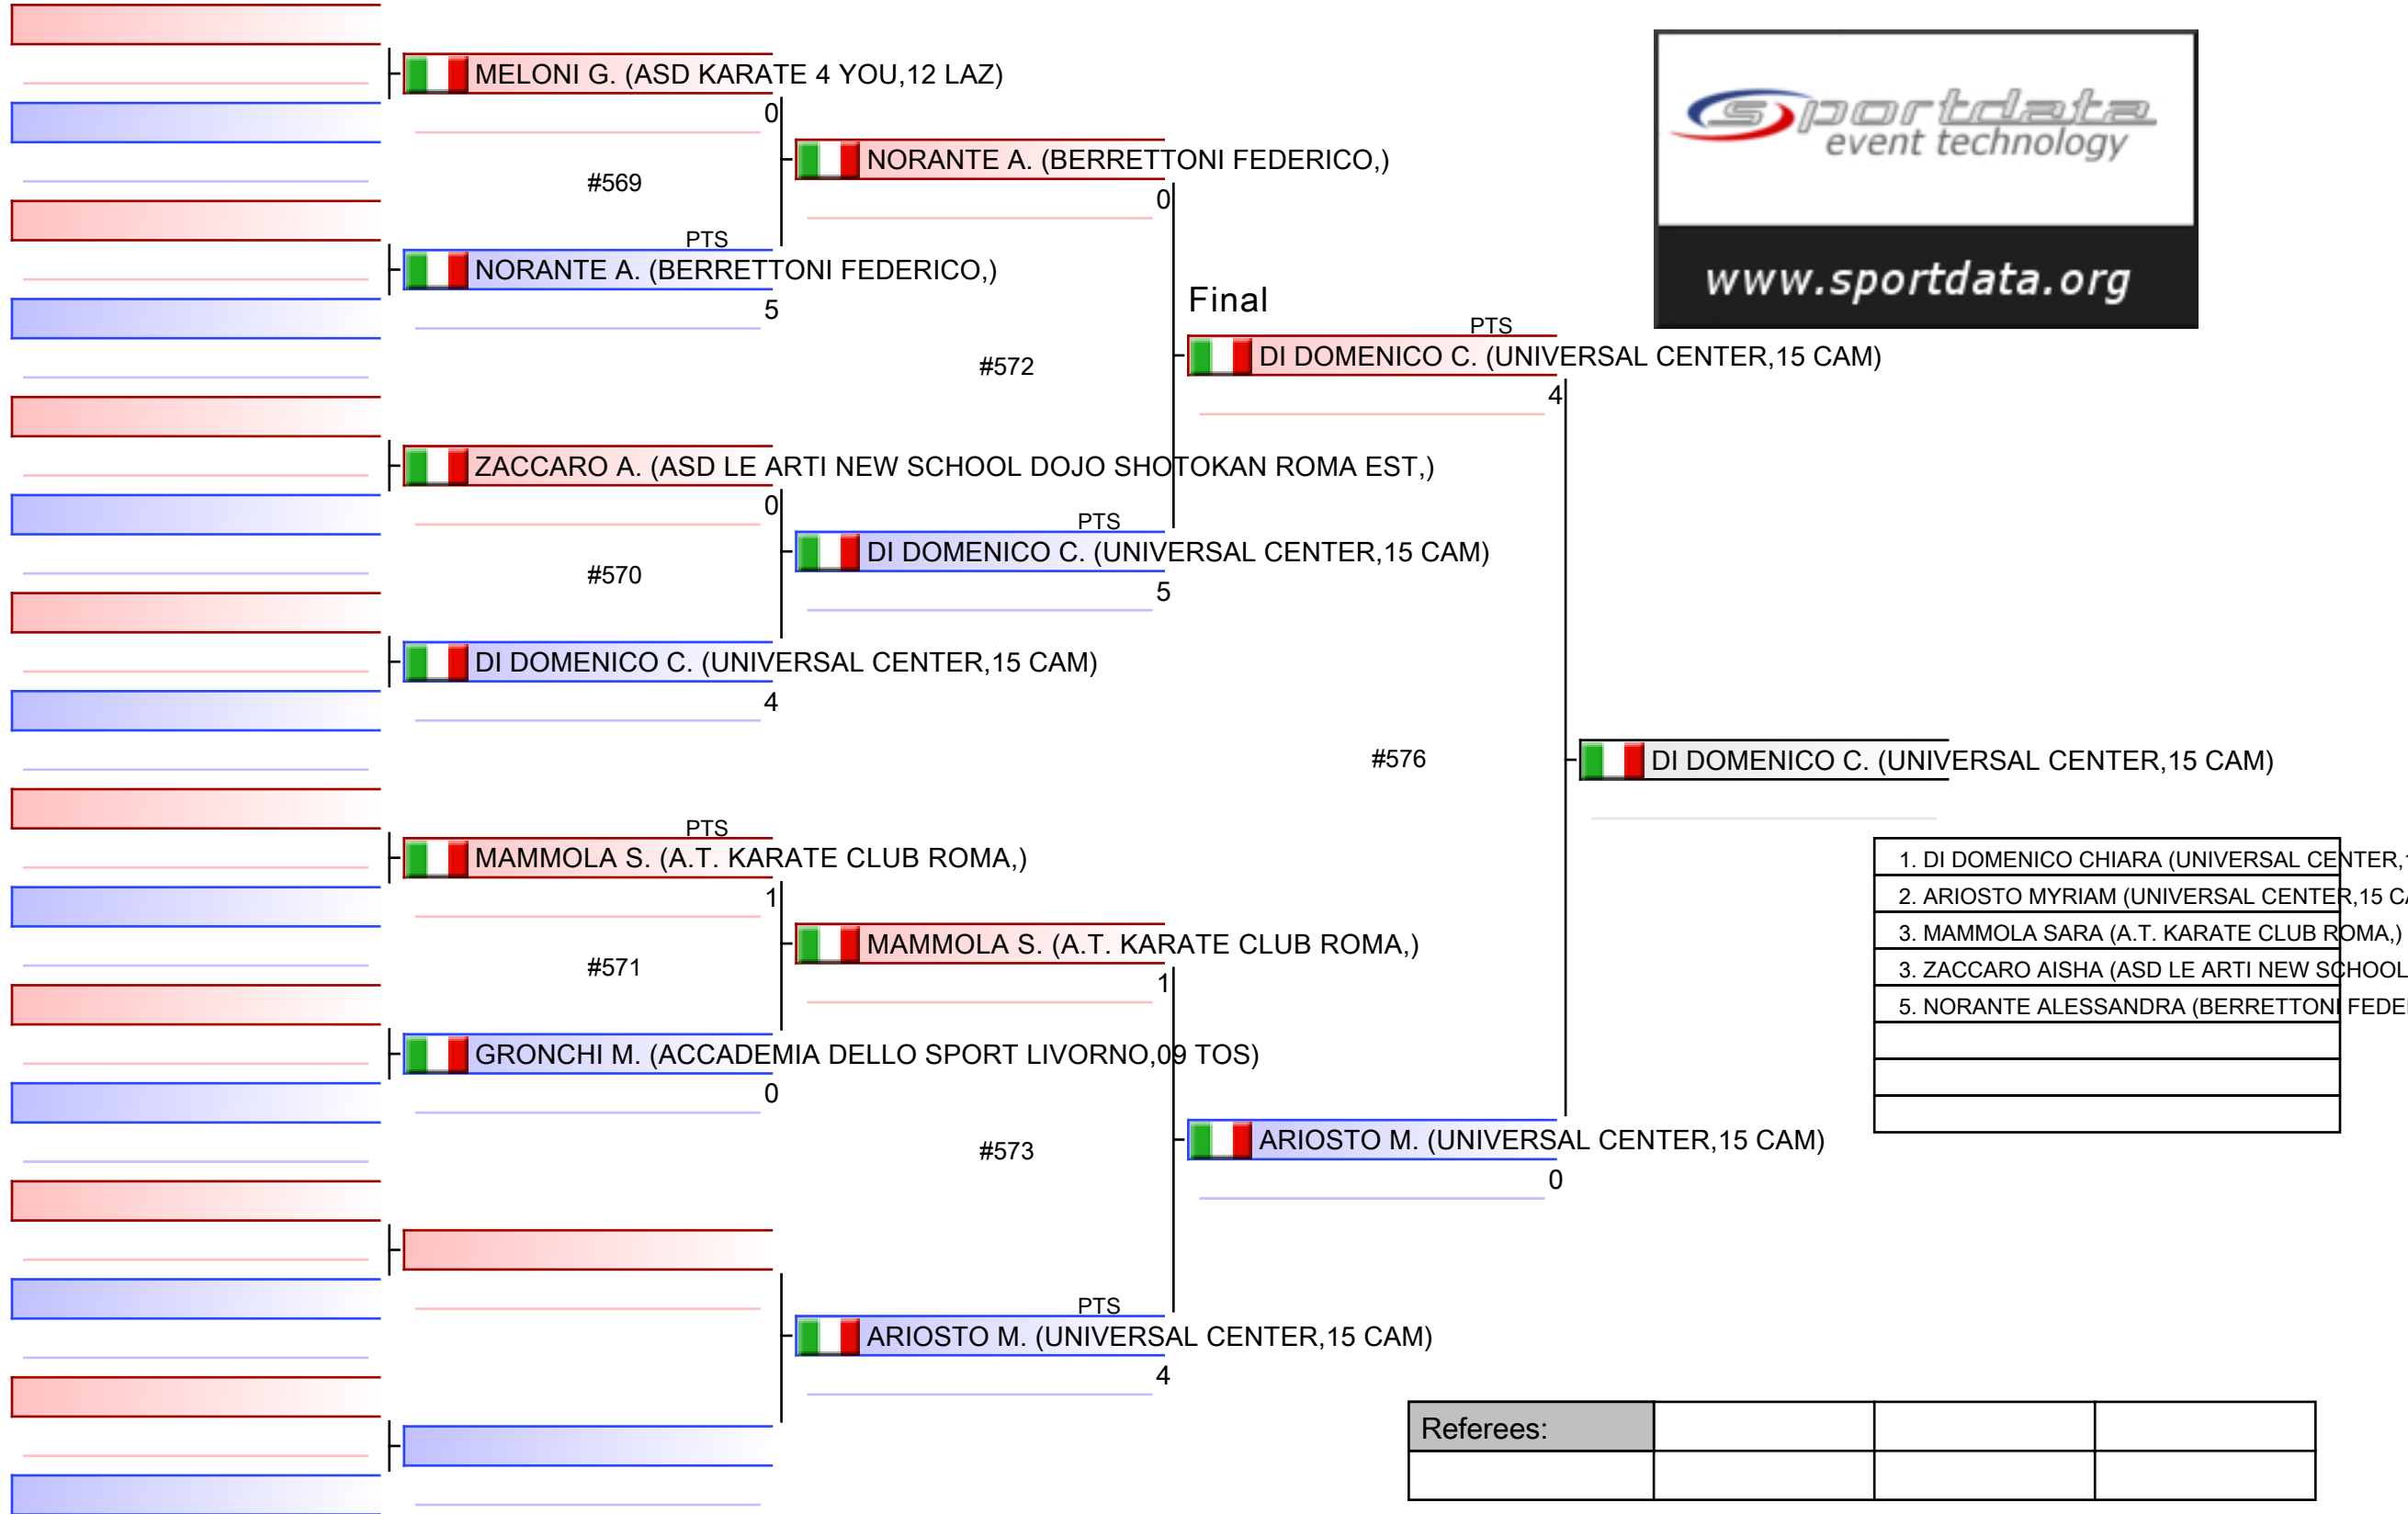 MELONI G. (ASD KARATE 4 YOU,12 LAZ)
0
#569
PTS
NORANTE A. (BERRETTONI FEDERICO,)
5
ZACCARO A. (ASD LE ARTI NEW SCHOOL DOJO SHOTOKAN ROMA EST,)
0
#570
DI DOMENICO C. (UNIVERSAL CENTER,15 CAM)
4
PTS
MAMMOLA S. (A.T. KARATE CLUB ROMA,)
1
#571
GRONCHI M. (ACCADEMIA DELLO SPORT LIVORNO,09 TOS)
0
NORANTE A. (BERRETTONI FEDERICO,)
0
#572
PTS
DI DOMENICO C. (UNIVERSAL CENTER,15 CAM)
5
MAMMOLA S. (A.T. KARATE CLUB ROMA,)
1
#573
PTS
ARIOSTO M. (UNIVERSAL CENTER,15 CAM)
4
Final
PTS
DI DOMENICO C. (UNIVERSAL CENTER,15 CAM)
4
#576
ARIOSTO M. (UNIVERSAL CENTER,15 CAM)
0
DI DOMENICO C. (UNIVERSAL CENTER,15 CAM)
sportdata
event technology
www.sportdata.org
1. DI DOMENICO CHIARA (UNIVERSAL CENTER,
2. ARIOSTO MYRIAM (UNIVERSAL CENTER,15
3. MAMMOLA SARA (A.T. KARATE CLUB ROMA,)
3. ZACCARO AISHA (ASD LE ARTI NEW SCHOOL
5. NORANTE ALESSANDRA (BERRETTONI
Referees: